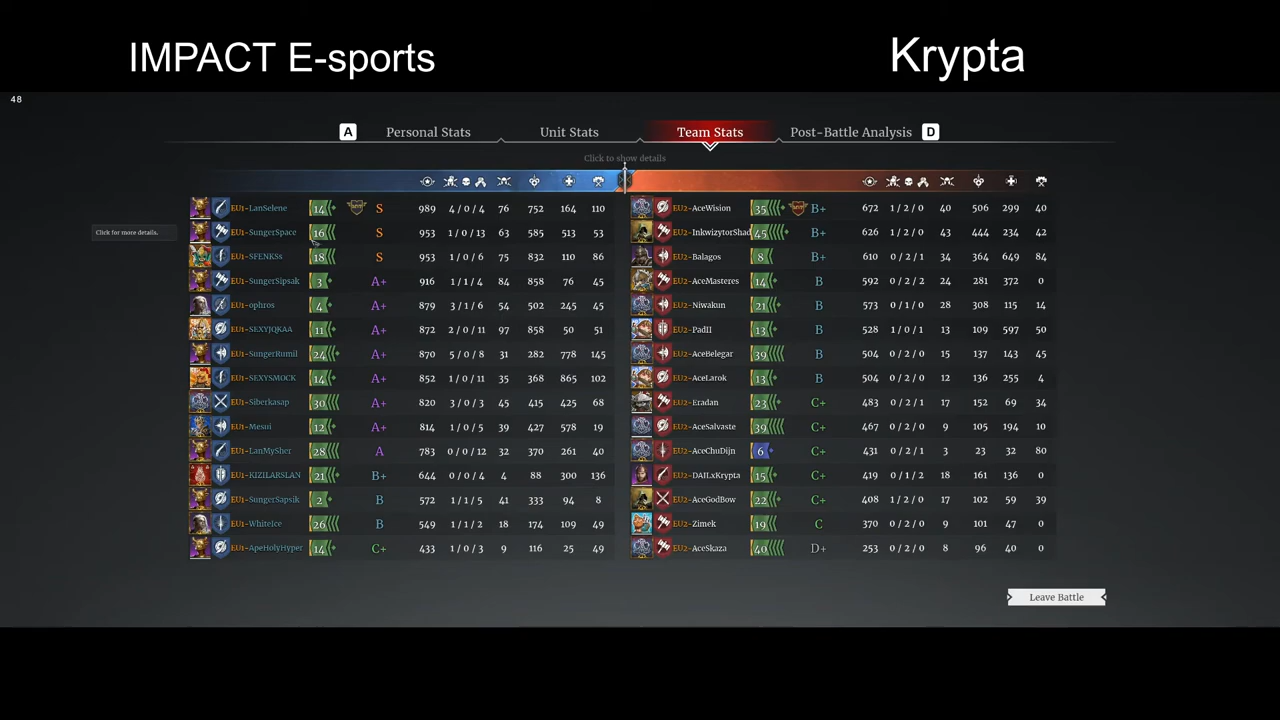 IMPACT E-sports Krypta
48
A Personal Stats Unit Stats Team Stats Post-Battle Analysis D
Click to show details
EU1-LanSelene 14 S 989 4/0/4 76 752 164 110 EU2-AceWision 35 B+ 672 1/2/0 40 506 299 40
Click for more details. EU1-SungerSpace 16 S 953 1/0/13 63 585 513 53 EU2-InkwizytorShad 45 B+ 626 1/2/0 43 444 234 42
EU1-SFENKSs 18 S 953 1/0/6 75 832 110 86 EU2-Balagos 8 B+ 610 0/2/1 34 364 649 84
EU1-SungerSipsak 3 A+ 916 1/1/4 84 858 76 45 EU2-AceMasteres 14 B 592 0/2/2 24 281 372 0
EU1-ophros 4 A+ 879 3/1/6 54 502 245 45 EU2-Niwakun 21 B 573 0/1/0 28 308 115 14
EU1-SEXYJQKAA 11 A+ 872 2/0/11 97 858 50 51 EU2-PadII 13 B 528 1/0/1 13 109 597 50
EU1-SungerRumil 24 A+ 870 5/0/8 31 282 778 145 EU2-AceBelegar 39 B 504 0/2/0 15 137 143 45
EU1-SEXYSMOCK 14 A+ 852 1/0/11 35 368 865 102 EU2-AceLarok 13 B 504 0/2/0 12 136 255 4
EU1-Siberkasap 30 A+ 820 3/0/3 45 415 425 68 EU2-Eradan 23 C+ 483 0/2/1 17 152 69 34
EU1-Mesui 12 A+ 814 1/0/5 39 427 578 19 EU2-AceSalvaste 39 C+ 467 0/2/1 9 105 194 10
EU1-LanMySher 28 A 783 0/0/12 32 370 261 40 EU2-AceChuDijn 6 C+ 431 0/2/1 3 23 32 80
EU1-KIZILARSLAN 21 B+ 644 0/0/1 4 88 300 136 EU2-DAILxKrypta 15 C+ 419 0/1/2 18 161 136 0
EU1-SungerSapsik 2 B 572 1/1/5 41 333 94 8 EU2-AceGodBow 22 C+ 408 1/2/0 17 102 59 39
EU1-WhiteIce 26 B 549 1/1/2 18 174 109 49 EU2-Zimek 19 C 370 0/2/0 9 101 47 0
EU1-ApeHolyHyper 14 C+ 433 1/0/3 9 116 25 49 EU2-AceSkaza 40 D+ 253 0/2/0 8 96 40 0
Leave Battle